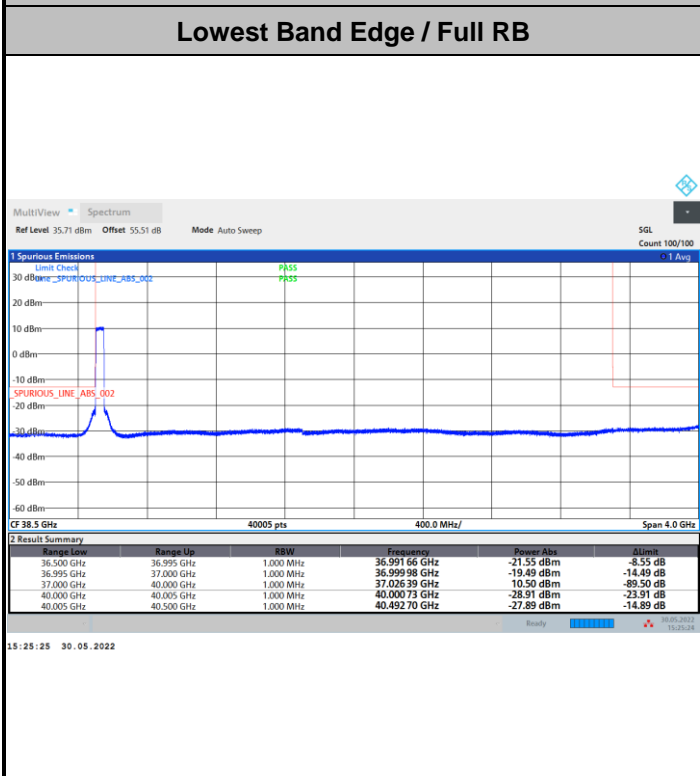 Lowest Band Edge / Full RB
MultiView Spectrum
Ref Level 35.71 dBm Offset 55.51 dB Mode Auto Sweep SGL
Count 100/100
1 Spurious Emissions 1 Avg
Limit Check PASS
30 dBm Line _SPURIOUS_LINE_ABS_002 PASS
20 dBm
10 dBm
0 dBm
-10 dBm
_SPURIOUS_LINE_ABS_002
-20 dBm
-30 dBm
-40 dBm
-50 dBm
-60 dBm
CF 38.5 GHz 40005 pts 400.0 MHz/ Span 4.0 GHz
2 Result Summary
Range Low Range Up RBW Frequency Power Abs ΔLimit
36.500 GHz 36.995 GHz 1.000 MHz 36.991 66 GHz -21.55 dBm -8.55 dB
36.995 GHz 37.000 GHz 1.000 MHz 36.999 98 GHz -19.49 dBm -14.49 dB
37.000 GHz 40.000 GHz 1.000 MHz 37.026 39 GHz 10.50 dBm -89.50 dB
40.000 GHz 40.005 GHz 1.000 MHz 40.000 73 GHz -28.91 dBm -23.91 dB
40.005 GHz 40.500 GHz 1.000 MHz 40.492 70 GHz -27.89 dBm -14.89 dB
Ready 30.05.2022
15:25:24
15:25:25 30.05.2022